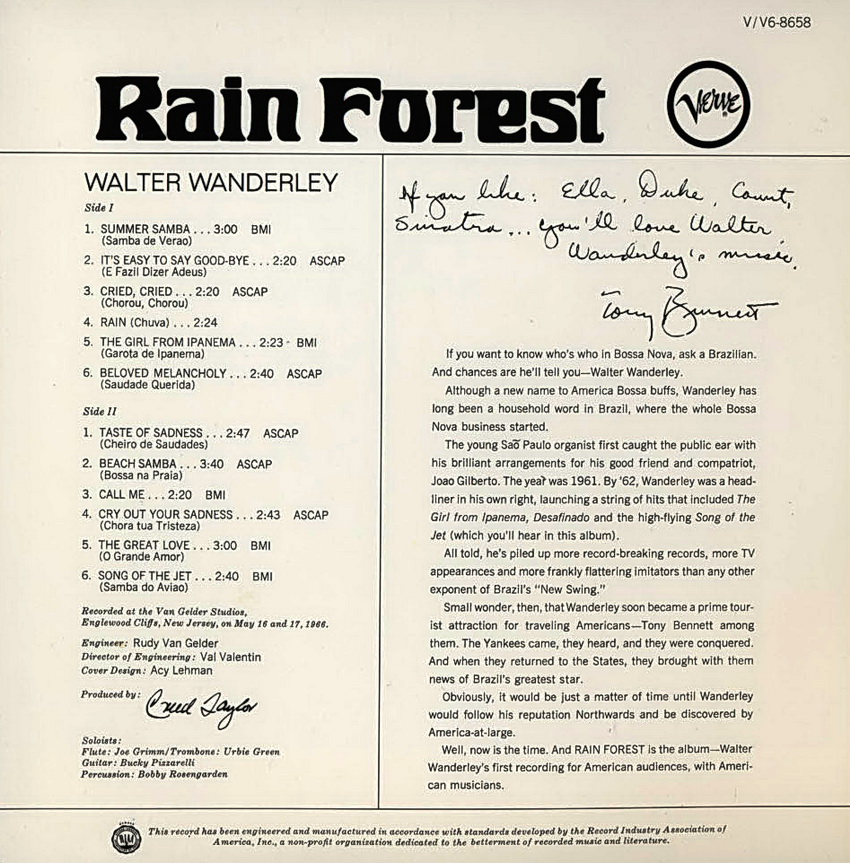 V/V6-8658
Rain Forest
Verve
WALTER WANDERLEY
Side I
1. SUMMER SAMBA . . . 3:00 BMI
(Samba de Verao)
2. IT'S EASY TO SAY GOOD-BYE . . . 2:20 ASCAP
(E Fazil Dizer Adeus)
3. CRIED, CRIED . . . 2:20 ASCAP
(Chorou, Chorou)
4. RAIN (Chuva) . . . 2:24
5. THE GIRL FROM IPANEMA . . . 2:23 - BMI
(Garota de Ipanema)
6. BELOVED MELANCHOLY . . . 2:40 ASCAP
(Saudade Querida)
Side II
1. TASTE OF SADNESS . . . 2:47 ASCAP
(Cheiro de Saudades)
2. BEACH SAMBA . . . 3:40 ASCAP
(Bossa na Praia)
3. CALL ME . . . 2:20 BMI
4. CRY OUT YOUR SADNESS . . . 2:43 ASCAP
(Chora tua Tristeza)
5. THE GREAT LOVE . . . 3:00 BMI
(O Grande Amor)
6. SONG OF THE JET . . . 2:40 BMI
(Samba do Aviao)
Recorded at the Van Gelder Studios,
Englewood Cliffs, New Jersey, on May 16 and 17, 1966.
Engineer: Rudy Van Gelder
Director of Engineering: Val Valentin
Cover Design: Acy Lehman
Produced by: Creed Taylor
Soloists:
Flute: Joe Grimm/Trombone: Urbie Green
Guitar: Bucky Pizzarelli
Percussion: Bobby Rosengarden
If you like: Ella, Duke, Count,
Sinatra... you'll love Walter
Wanderley's music.
Tony Bennett
If you want to know who's who in Bossa Nova, ask a Brazilian.
And chances are he'll tell you—Walter Wanderley.
Although a new name to America Bossa buffs, Wanderley has
long been a household word in Brazil, where the whole Bossa
Nova business started.
The young Saõ Paulo organist first caught the public ear with
his brilliant arrangements for his good friend and compatriot,
Joao Gilberto. The year was 1961. By '62, Wanderley was a head-
liner in his own right, launching a string of hits that included The
Girl from Ipanema, Desafinado and the high-flying Song of the
Jet (which you'll hear in this album).
All told, he's piled up more record-breaking records, more TV
appearances and more frankly flattering imitators than any other
exponent of Brazil's "New Swing."
Small wonder, then, that Wanderley soon became a prime tour-
ist attraction for traveling Americans—Tony Bennett among
them. The Yankees came, they heard, and they were conquered.
And when they returned to the States, they brought with them
news of Brazil's greatest star.
Obviously, it would be just a matter of time until Wanderley
would follow his reputation Northwards and be discovered by
America-at-large.
Well, now is the time. And RAIN FOREST is the album—Walter
Wanderley's first recording for American audiences, with Ameri-
can musicians.
This record has been engineered and manufactured in accordance with standards developed by the Record Industry Association of
America, Inc., a non-profit organization dedicated to the betterment of recorded music and literature.